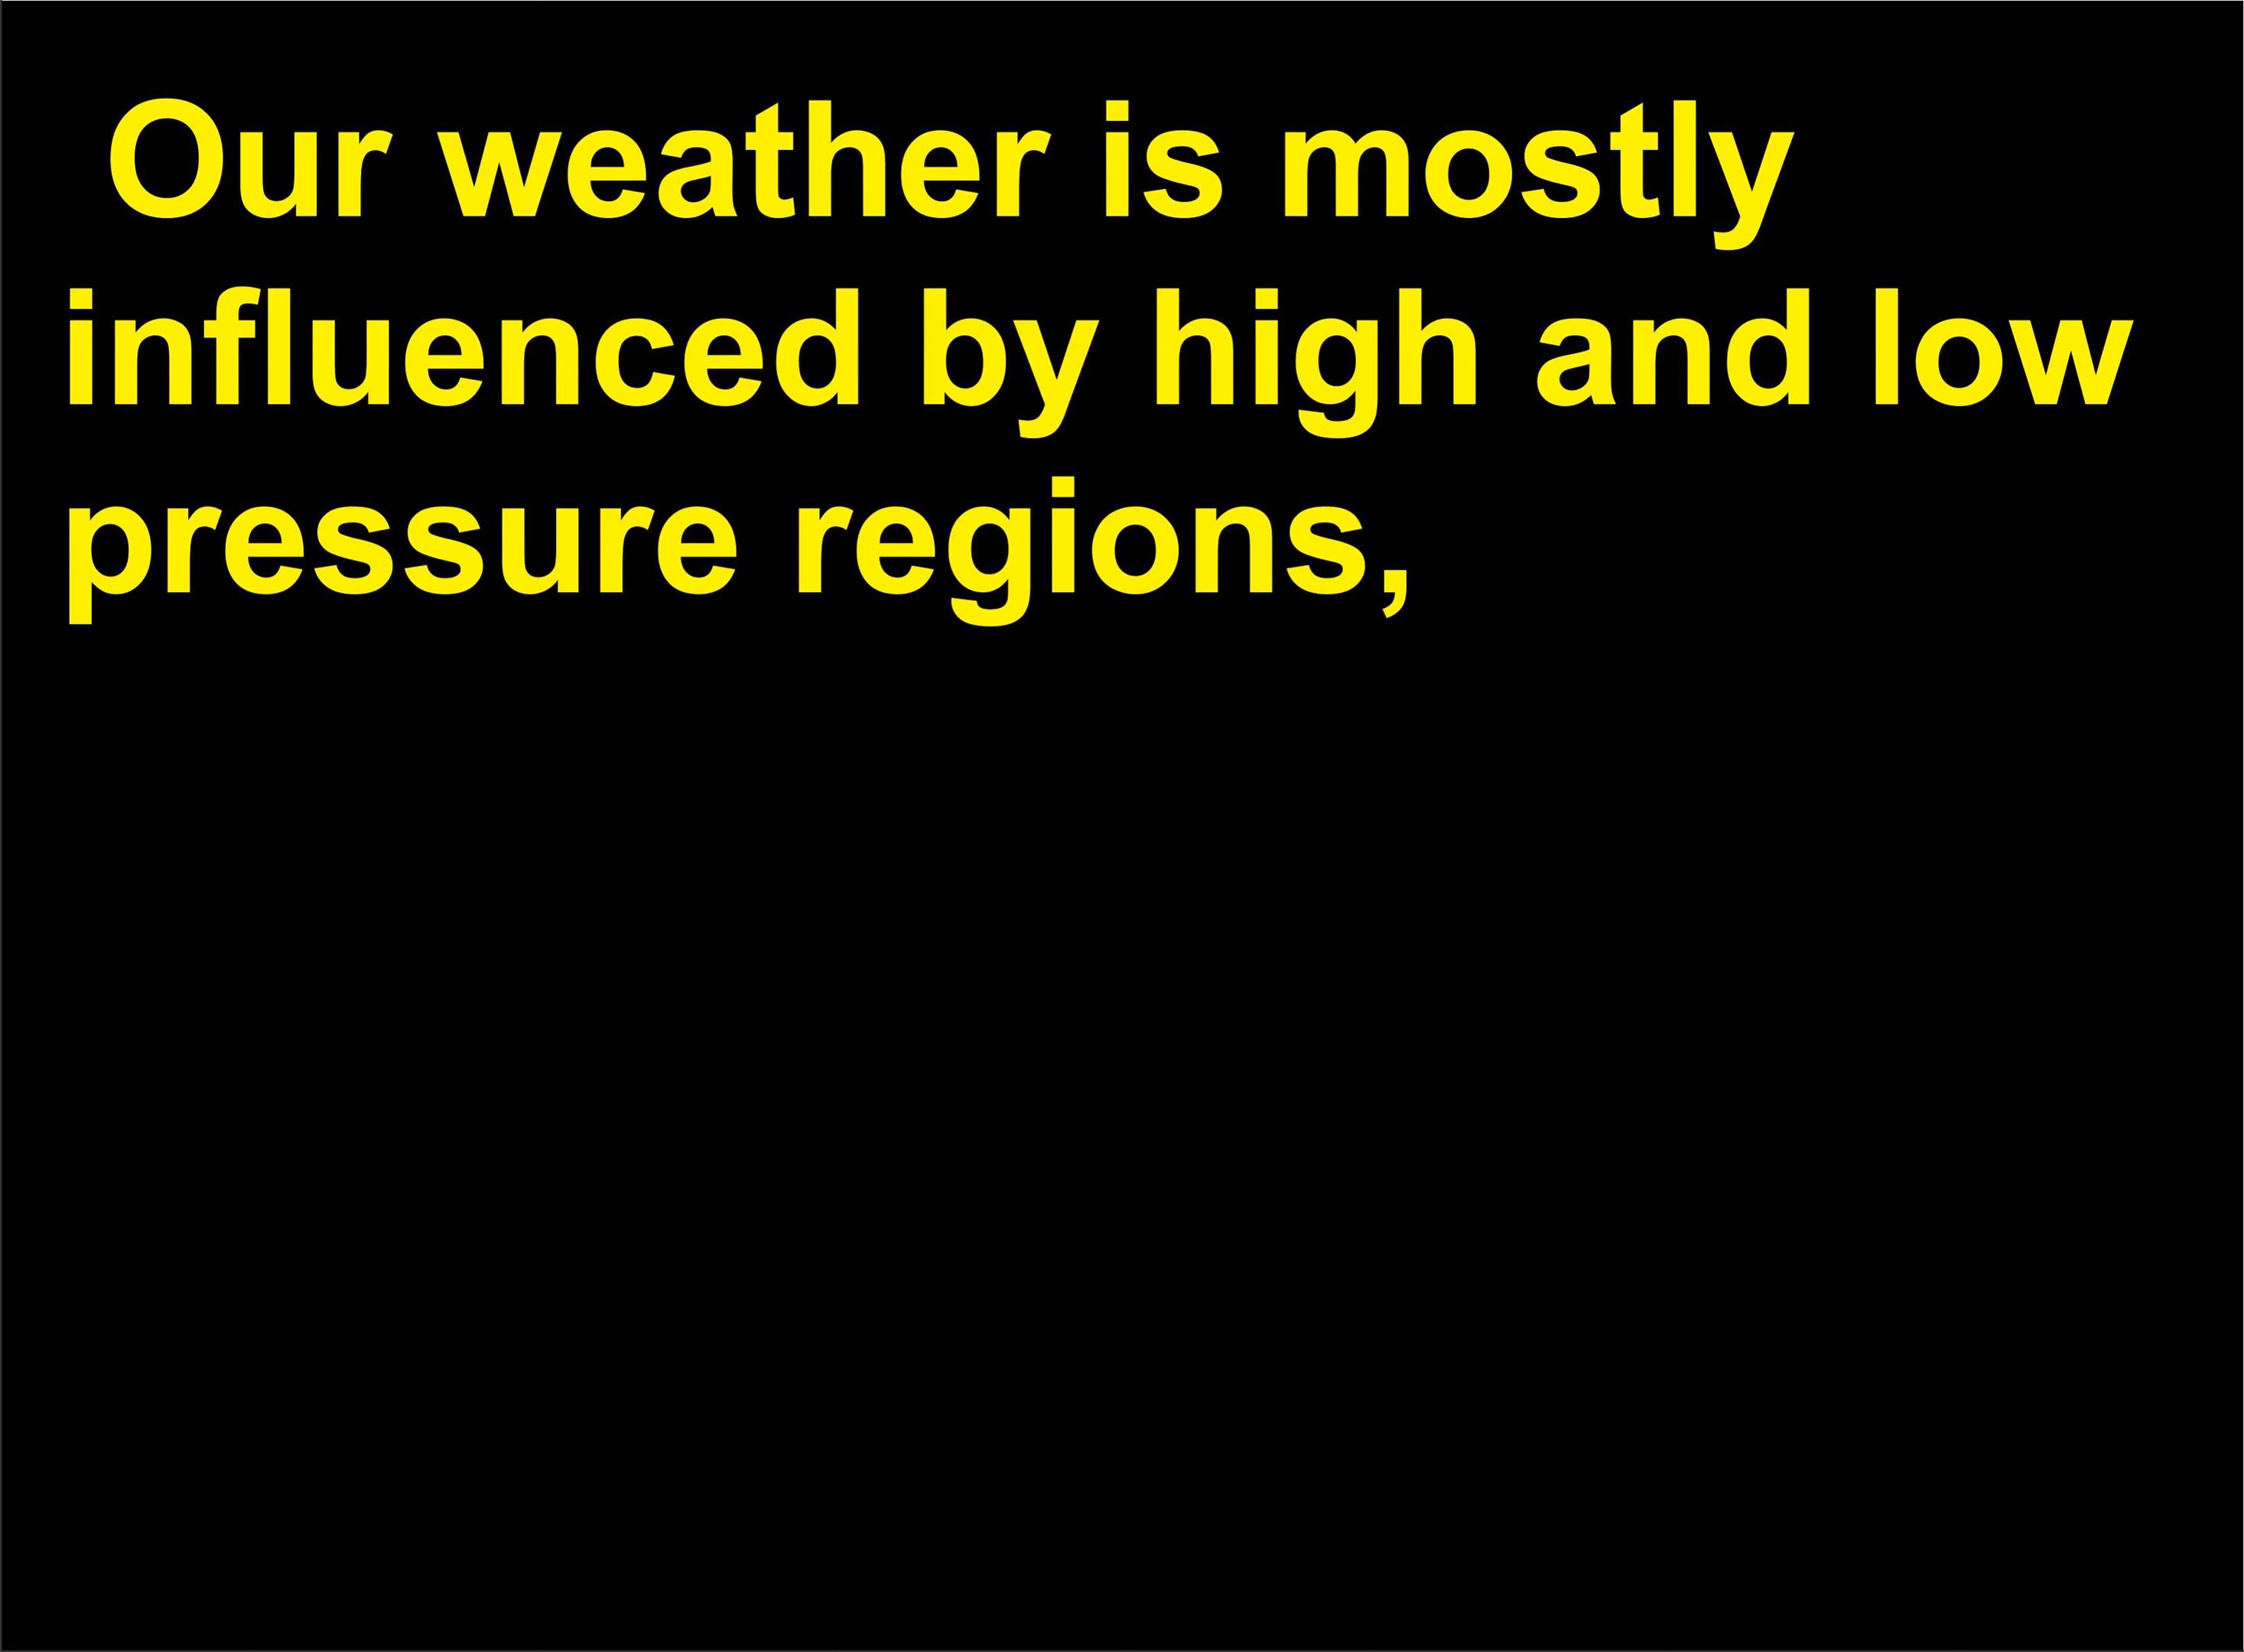 Our weather is mostly
influenced by high and low
pressure regions,